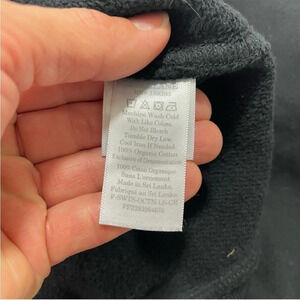 Machine Wash Cold
With Like Colors.
Do Not Bleach
Tumble Dry Low.
Cool Iron If Needed.
100% Organic Cotton
Exclusive of Ornamentation
100% Coton Organique
Sans L'ornement
Made in Sri Lanka.
Fabriqué au Sri Lanka.